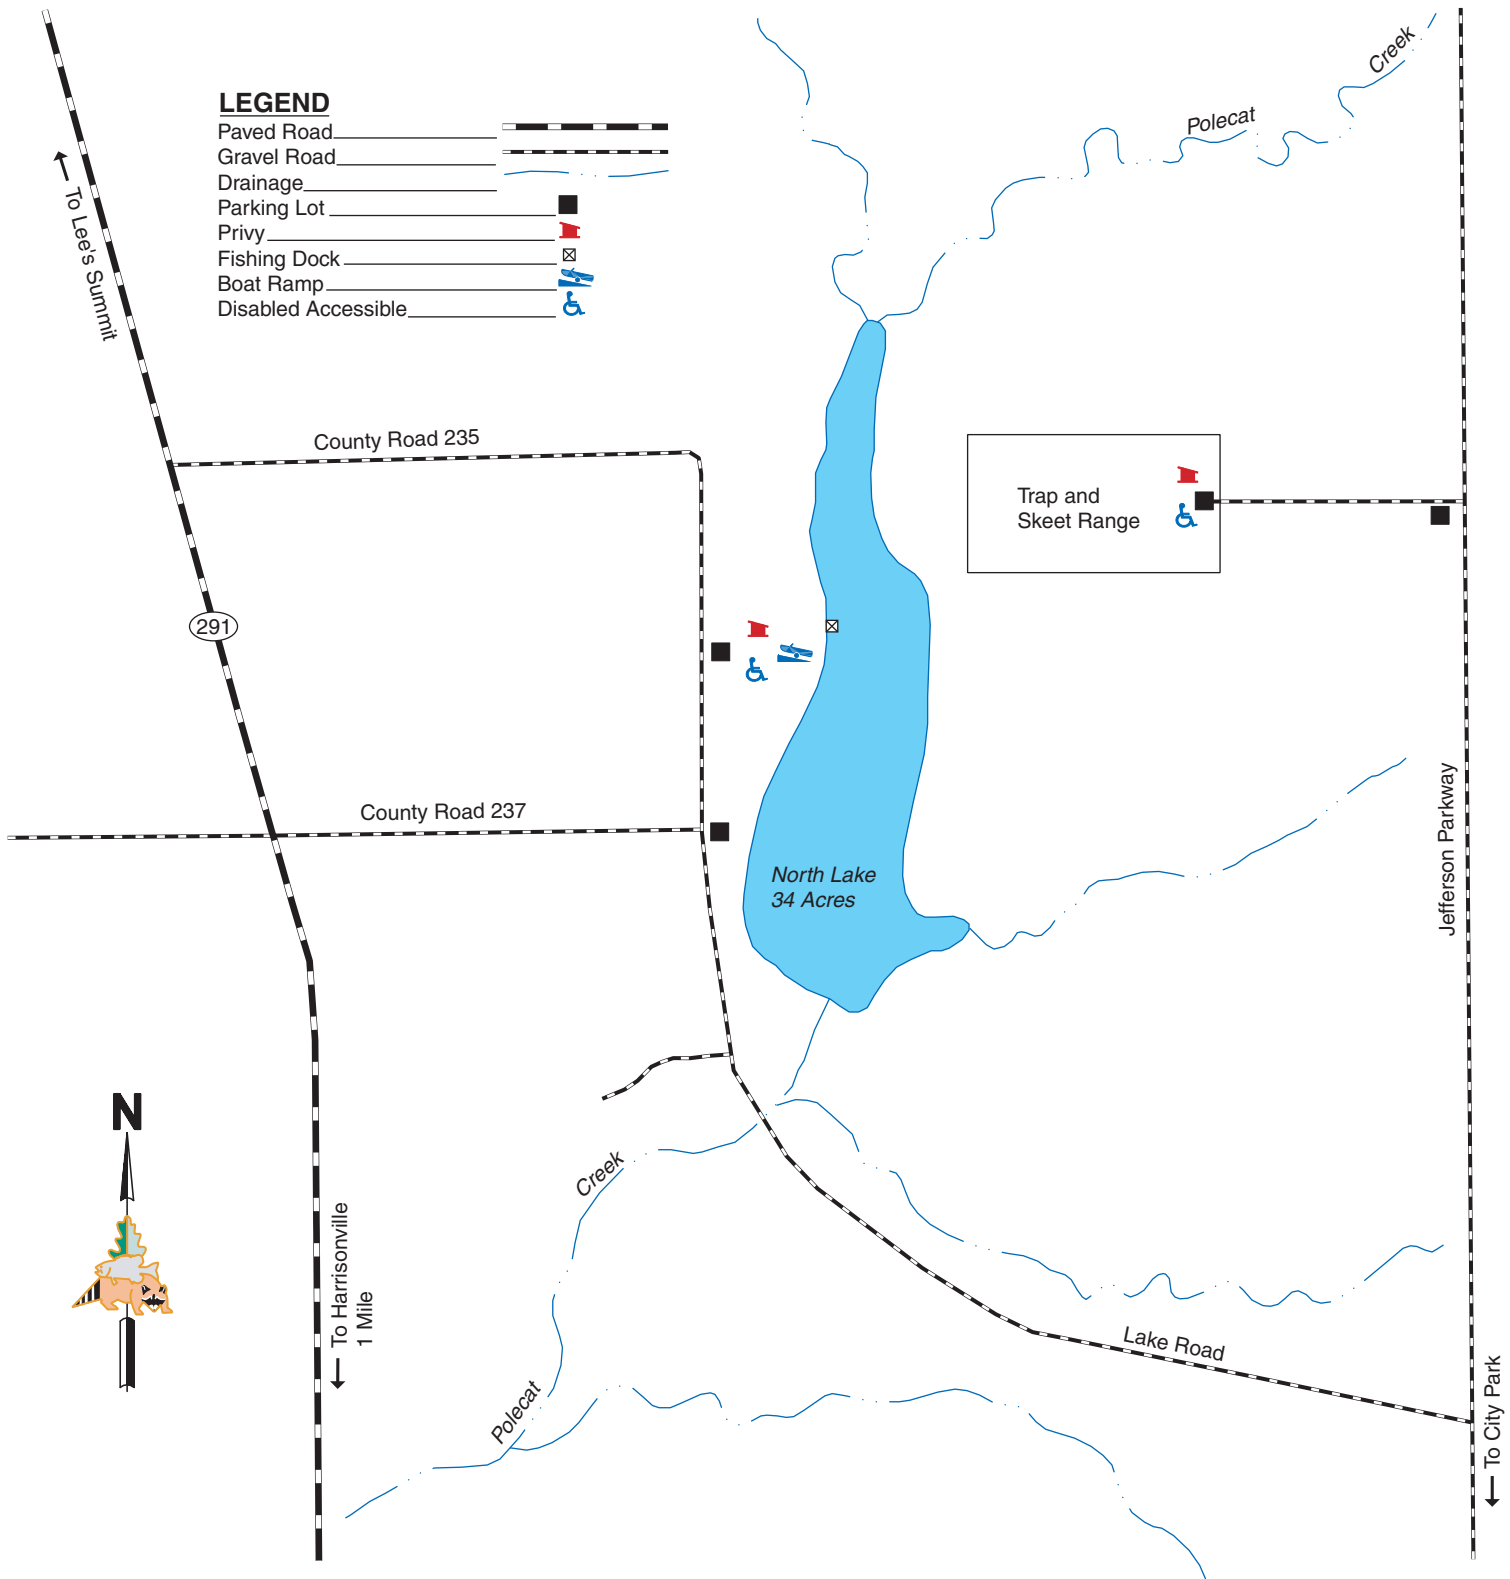 LEGEND
Paved Road
Gravel Road
Drainage
Parking Lot
Privy
Fishing Dock
Boat Ramp
Disabled Accessible
Creek
Polecat
To Lee's Summit
County Road 235
Trap and
Skeet Range
291
County Road 237
Jefferson Parkway
North Lake
34 Acres
N
Creek
To Harrisonville
1 Mile
Lake Road
Polecat
To City Park